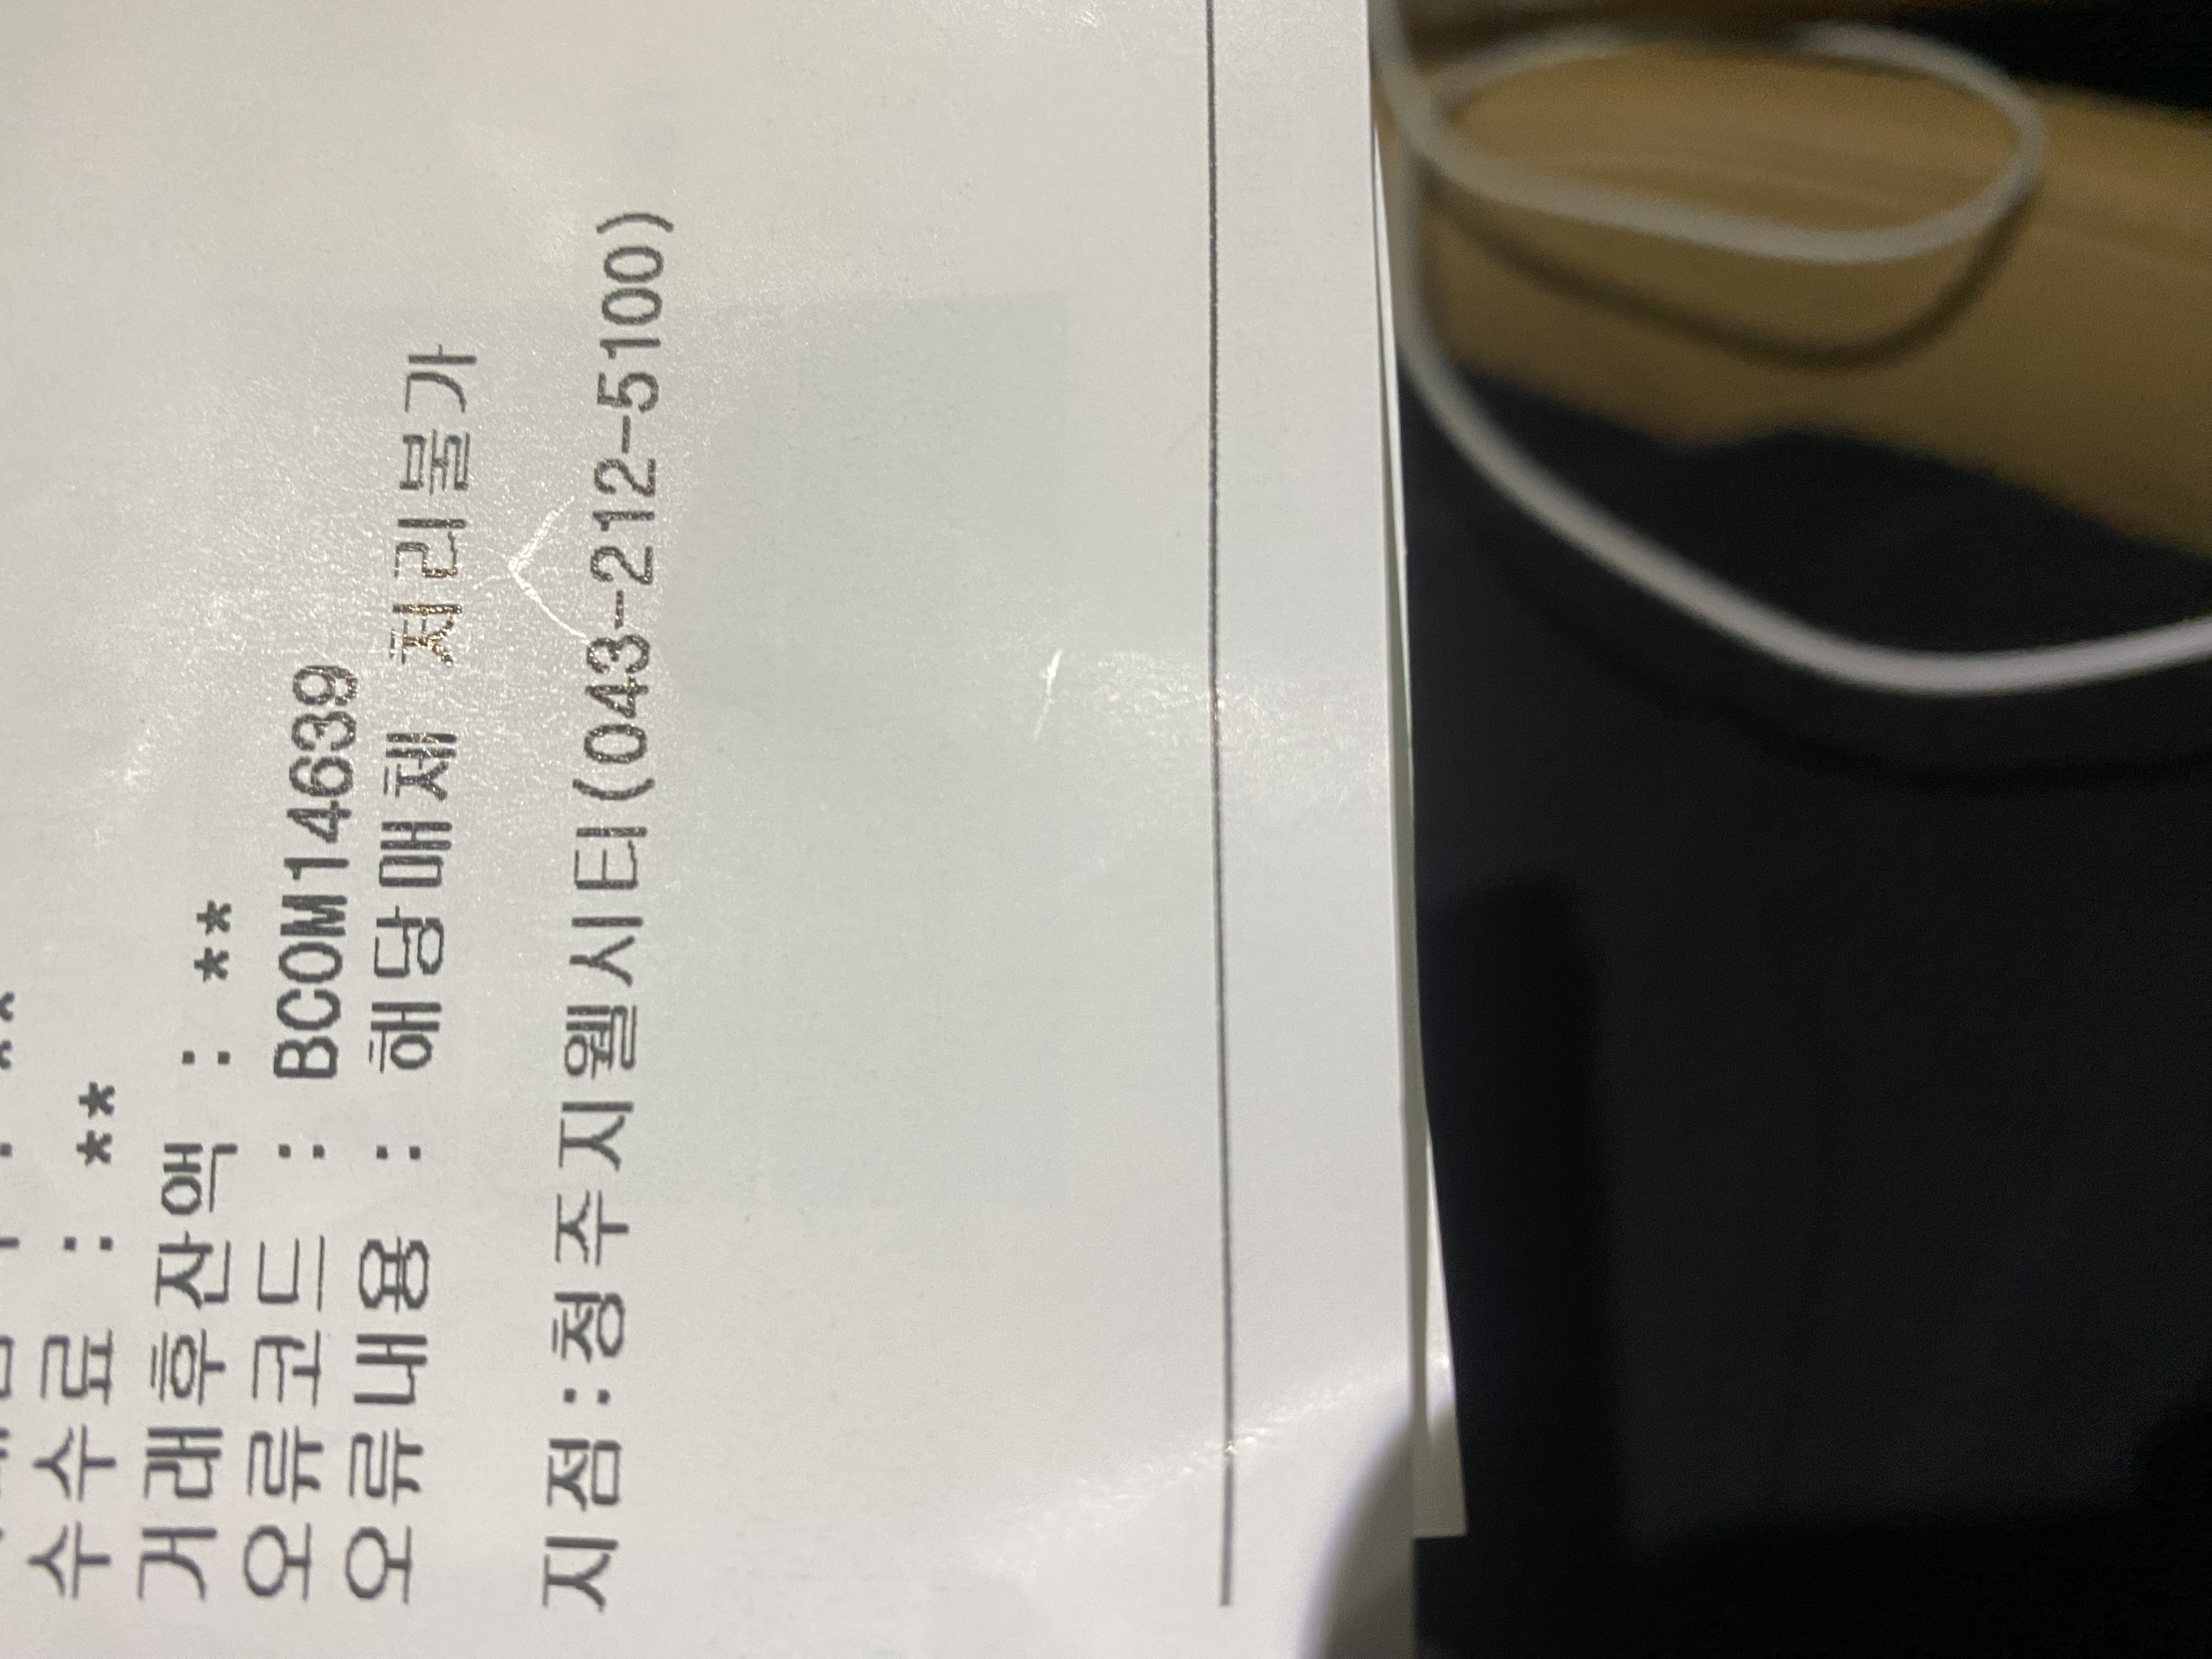 수수료 : **
거래후잔액 : **
오류코드 : BCOM14639
오류내용 : 해당매체 처리불가
지점:청주지웰시티(043-212-5100)